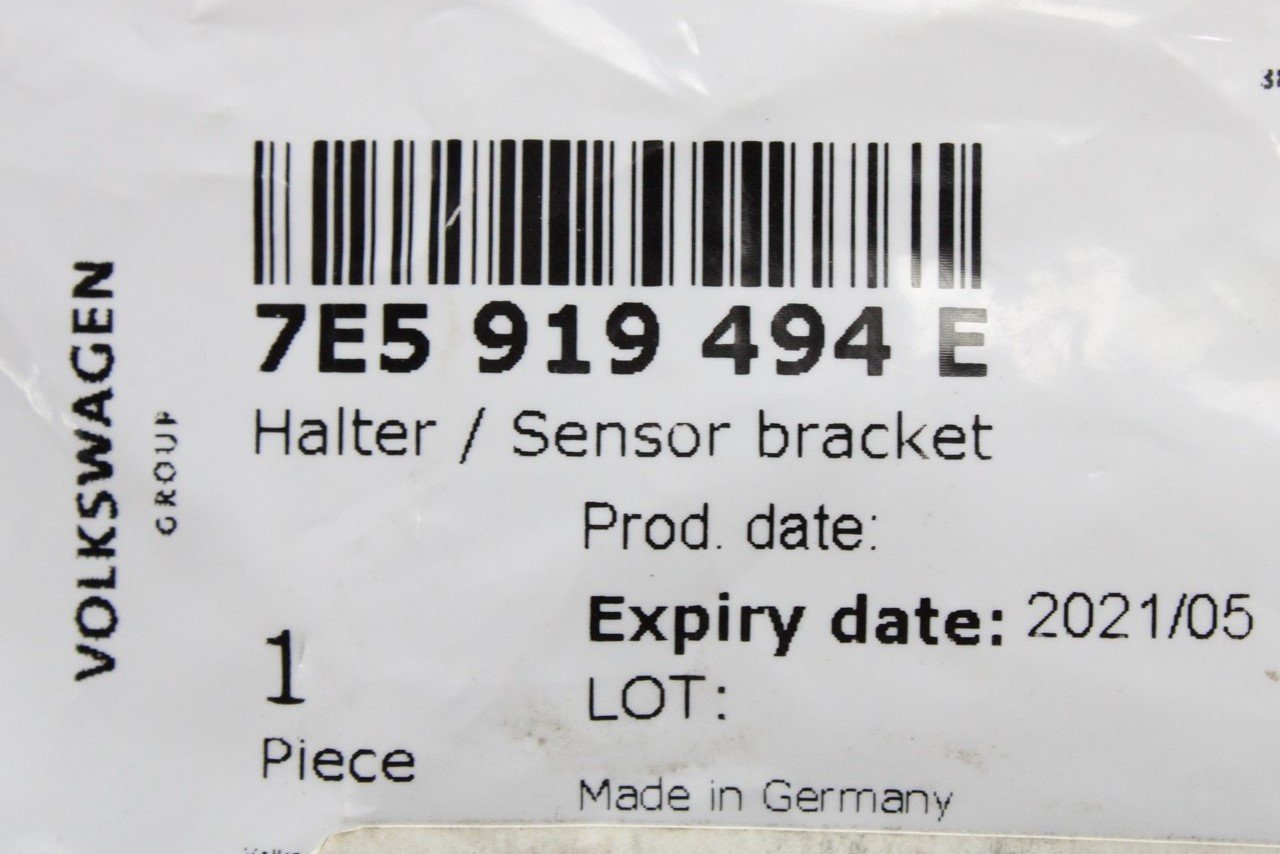 7E5 919 494 E
Halter / Sensor bracket
Prod. date:
Expiry date: 2021/05
LOT:
1
Piece
Made in Germany
VOLKSWAGEN
GROUP